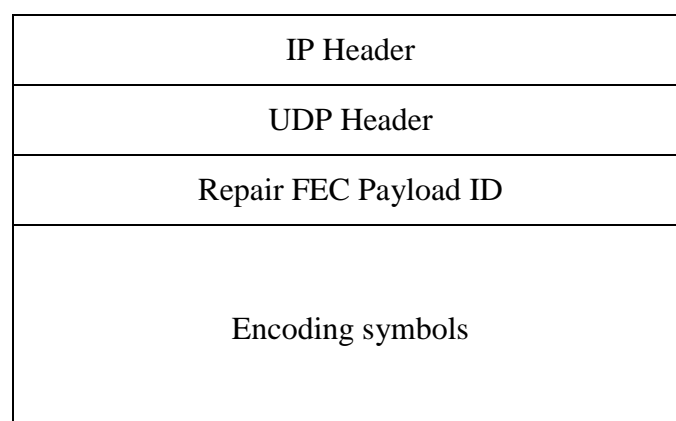 IP Header
UDP Header
Repair FEC Payload ID
Encoding symbols